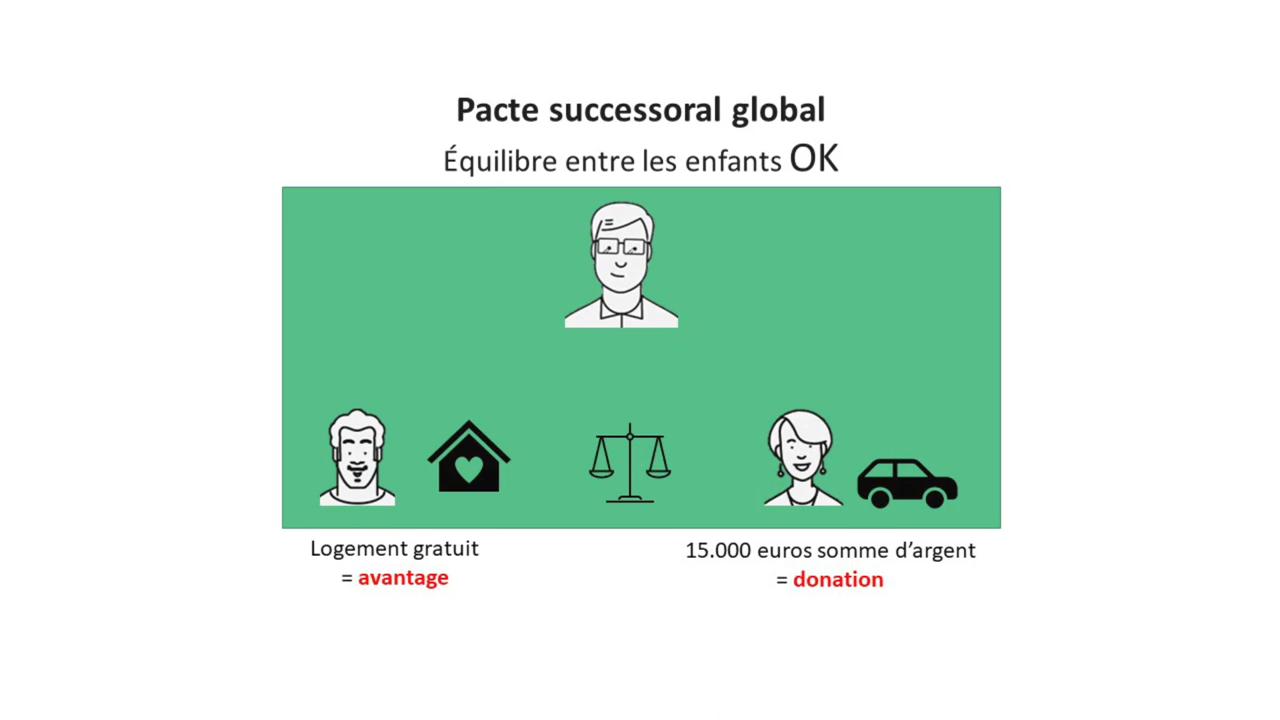 Pacte successoral global
Équilibre entre les enfants OK
Logement gratuit
= avantage
15.000 euros somme d’argent
= donation